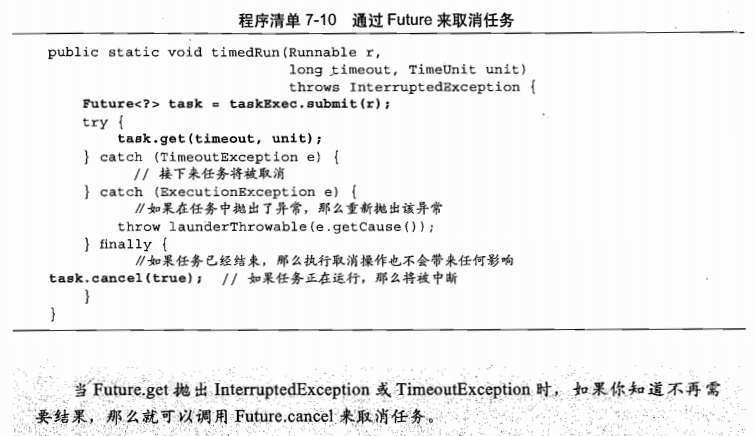 程序清单 7-10 通过 Future 来取消任务
public static void timedRun(Runnable r,
long timeout, TimeUnit unit)
throws InterruptedException {
Future<?> task = taskExec.submit(r);
try {
task.get(timeout, unit);
} catch (TimeoutException e) {
// 接下来任务将被取消
} catch (ExecutionException e) {
//如果在任务中抛出了异常，那么重新抛出该异常
throw launderThrowable(e.getCause());
} finally {
//如果任务已经结束，那么执行取消操作也不会带来任何影响
task.cancel(true); // 如果任务正在运行，那么将被中断
}
}
当 Future.get 抛出 InterruptedException 或 TimeoutException 时，如果你知道不再需
要结果，那么就可以调用 Future.cancel 来取消任务。